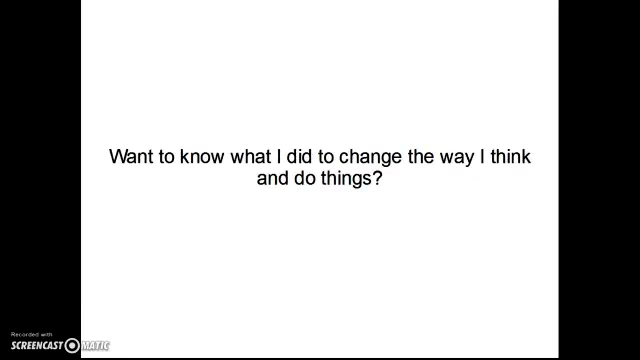 Want to know what I did to change the way I think
and do things?
Recorded with
SCREENCAST MATIC